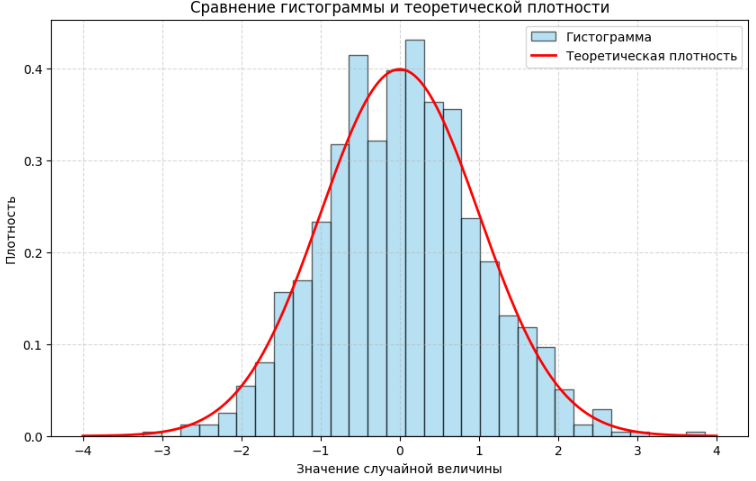 Сравнение гистограммы и теоретической плотности
Гистограмма
Теоретическая плотность
Плотность
0.4
0.3
0.2
0.1
0.0
−4 −3 −2 −1 0 1 2 3 4
Значение случайной величины